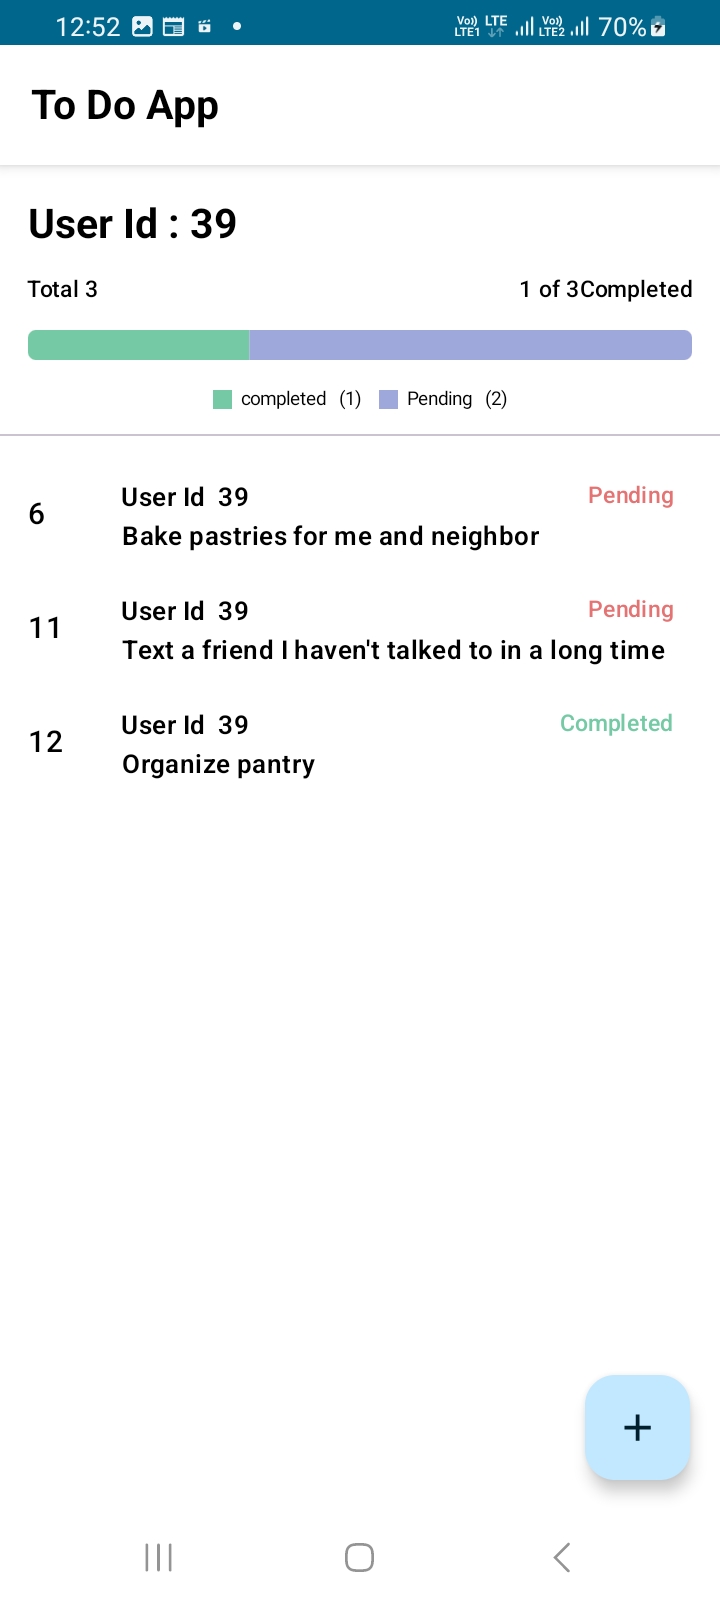 12:52 Vo)) LTE1 LTE Vo)) LTE2 70%
To Do App
User Id : 39
Total 3 1 of 3Completed
completed (1) Pending (2)
6 User Id 39 Pending
Bake pastries for me and neighbor
11 User Id 39 Pending
Text a friend I haven't talked to in a long time
12 User Id 39 Completed
Organize pantry
+